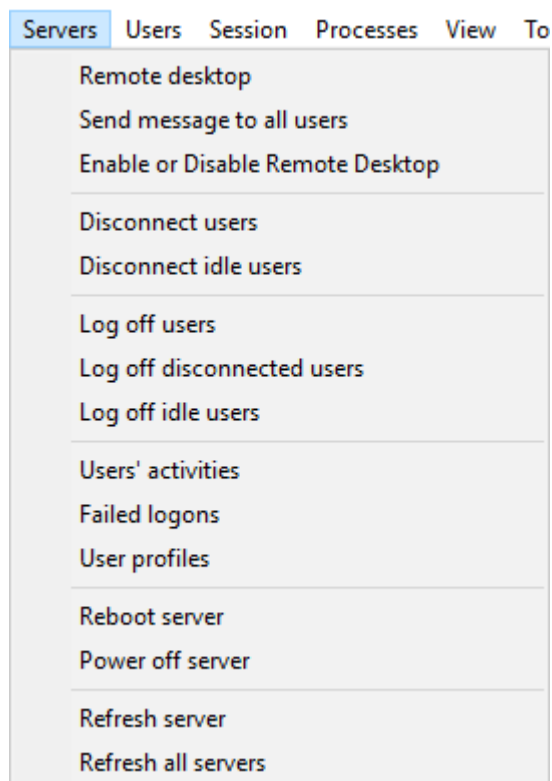 Servers Users Session Processes View To
Remote desktop
Send message to all users
Enable or Disable Remote Desktop
Disconnect users
Disconnect idle users
Log off users
Log off disconnected users
Log off idle users
Users' activities
Failed logons
User profiles
Reboot server
Power off server
Refresh server
Refresh all servers